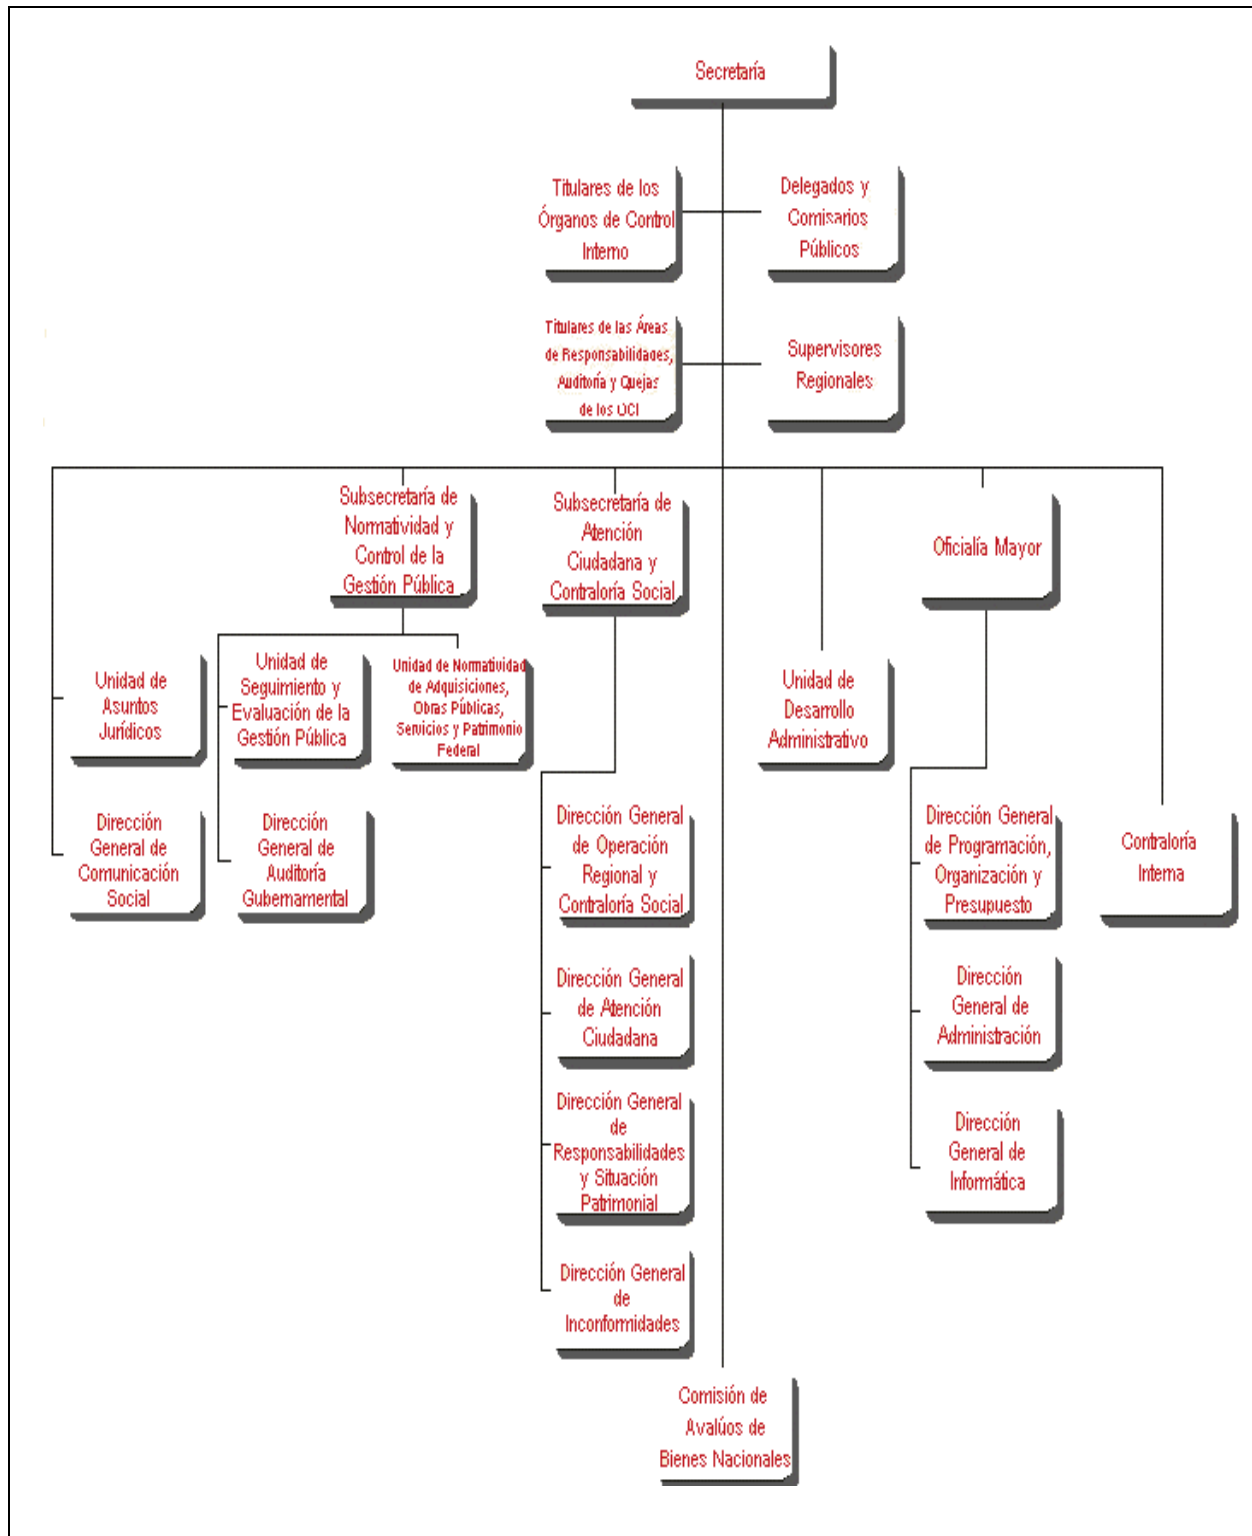 Secretaría
Titulares de los
Órganos de Control
Interno
Delegados y
Comisarios
Públicos
Titulares de las Áreas
de Responsabilidades,
Auditoría y Quejas
de los OCI
Supervisores
Regionales
Subsecretaría de
Normatividad y
Control de la
Gestión Pública
Subsecretaría de
Atención
Ciudadana y
Contraloría Social
Oficialía Mayor
Unidad de
Asuntos
Jurídicos
Unidad de
Seguimiento y
Evaluación de la
Gestión Pública
Unidad de Normatividad
de Adquisiciones,
Obras Públicas,
Servicios y Patrimonio
Federal
Unidad de
Desarrollo
Administrativo
Dirección
General de
Comunicación
Social
Dirección
General de
Auditoría
Gubernamental
Dirección General
de Operación
Regional y
Contraloría Social
Dirección General
de Programación,
Organización y
Presupuesto
Contraloría
Interna
Dirección General
de Atención
Ciudadana
Dirección
General de
Administración
Dirección General
de
Responsabilidades
y Situación
Patrimonial
Dirección
General de
Informática
Dirección General
de
Inconformidades
Comisión de
Avalúos de
Bienes Nacionales